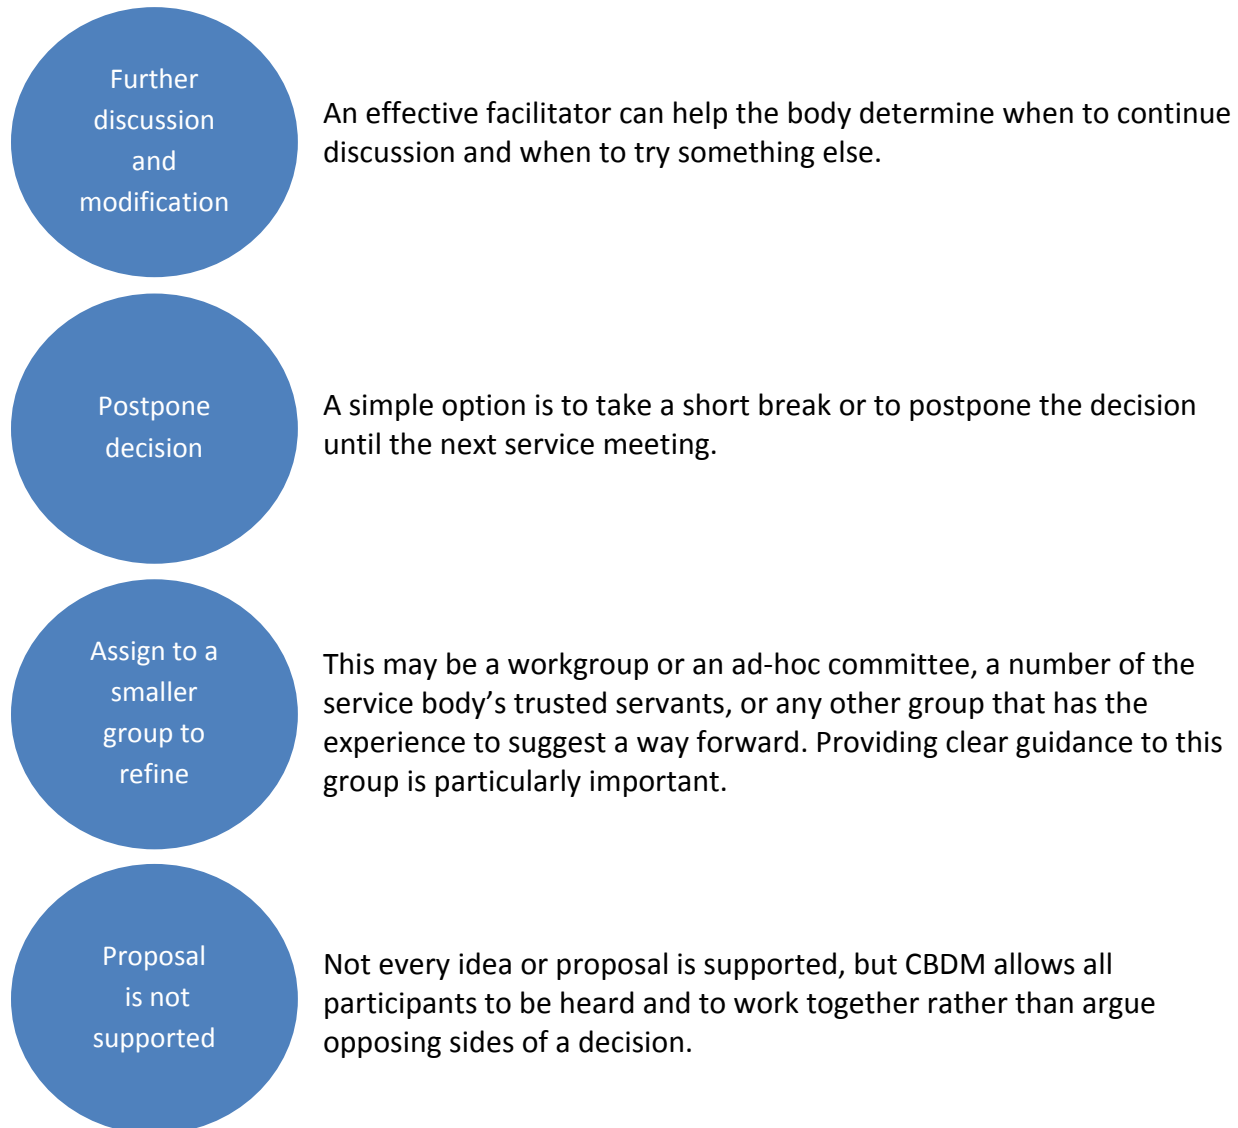 Further
discussion
and
modification
An effective facilitator can help the body determine when to continue
discussion and when to try something else.
Postpone
decision
A simple option is to take a short break or to postpone the decision
until the next service meeting.
Assign to a
smaller
group to
refine
This may be a workgroup or an ad-hoc committee, a number of the
service body’s trusted servants, or any other group that has the
experience to suggest a way forward. Providing clear guidance to this
group is particularly important.
Proposal
is not
supported
Not every idea or proposal is supported, but CBDM allows all
participants to be heard and to work together rather than argue
opposing sides of a decision.